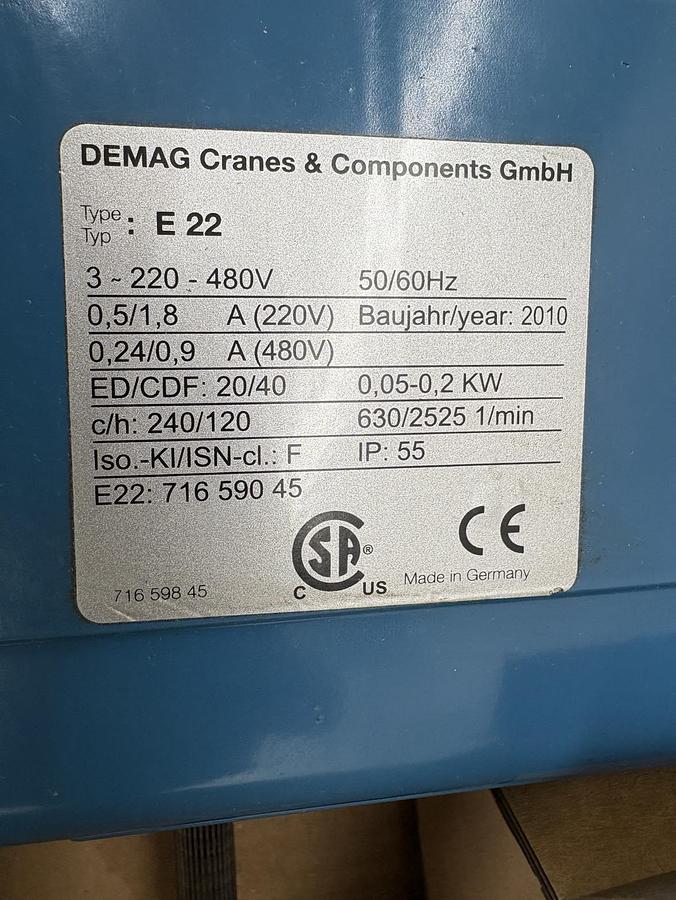 DEMAG Cranes & Components GmbH
Type
Typ : E 22
3 ~ 220 - 480V 50/60Hz
0,5/1,8 A (220V) Baujahr/year: 2010
0,24/0,9 A (480V)
ED/CDF: 20/40 0,05-0,2 KW
c/h: 240/120 630/2525 1/min
Iso.-KI/ISN-cl.: F IP: 55
E22: 716 590 45
CSA® CE
C US Made in Germany
716 598 45